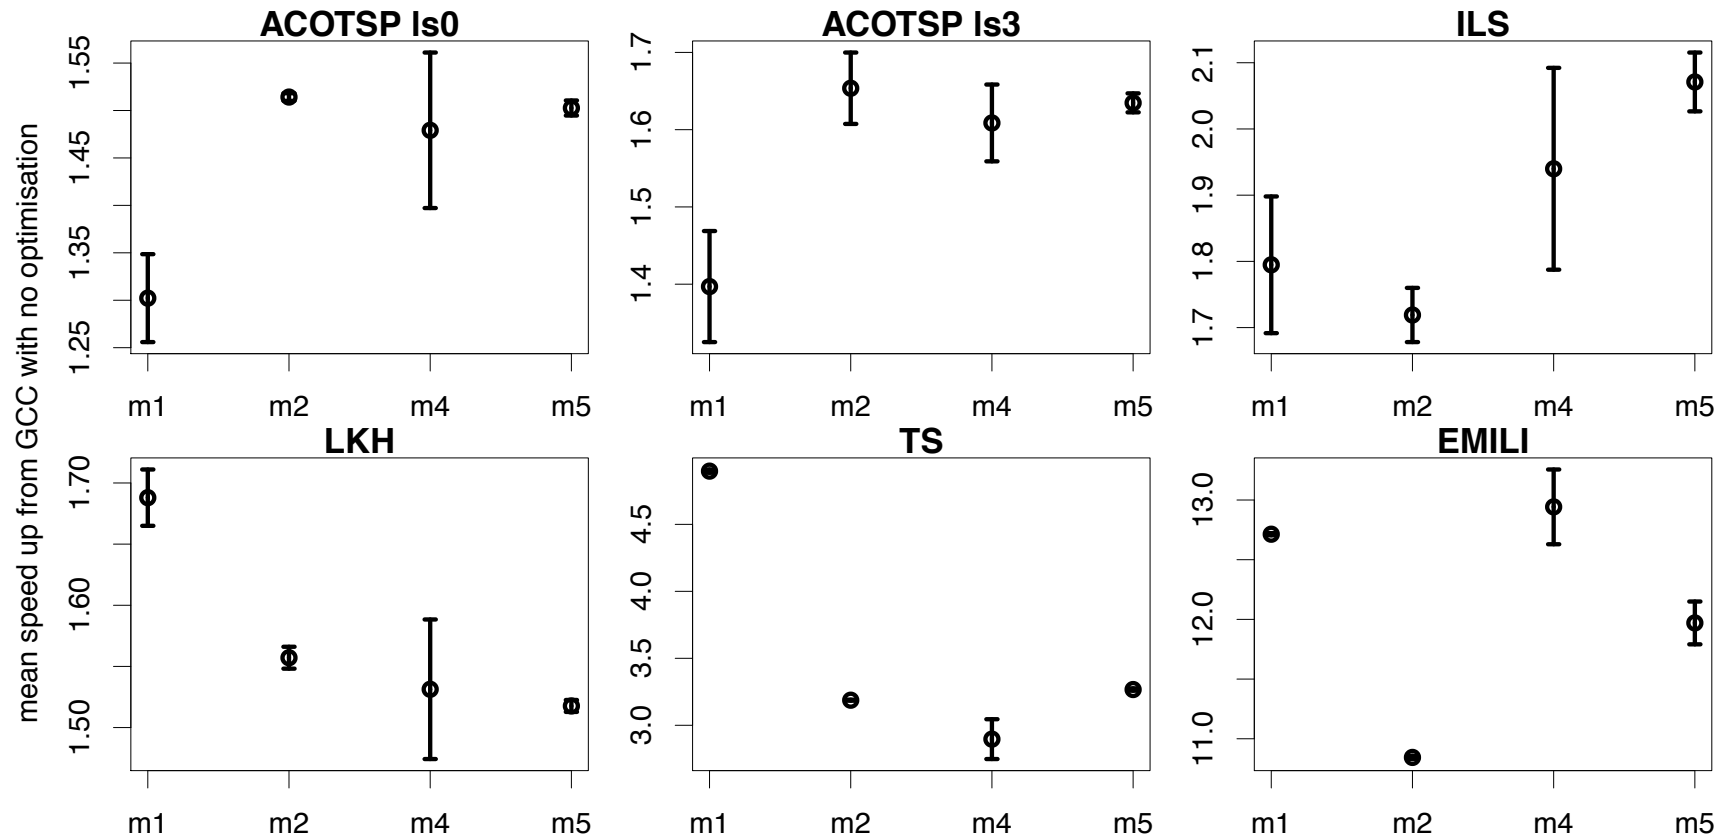 mean speed up from GCC with no optimisation
ACOTSP ls0
1.55
1.45
1.35
1.25
m1 m2 m4 m5
ACOTSP ls3
1.7
1.6
1.5
1.4
m1 m2 m4 m5
ILS
2.1
2.0
1.9
1.8
1.7
m1 m2 m4 m5
LKH
1.70
1.60
1.50
m1 m2 m4 m5
TS
4.5
4.0
3.5
3.0
m1 m2 m4 m5
EMILI
13.0
12.0
11.0
m1 m2 m4 m5